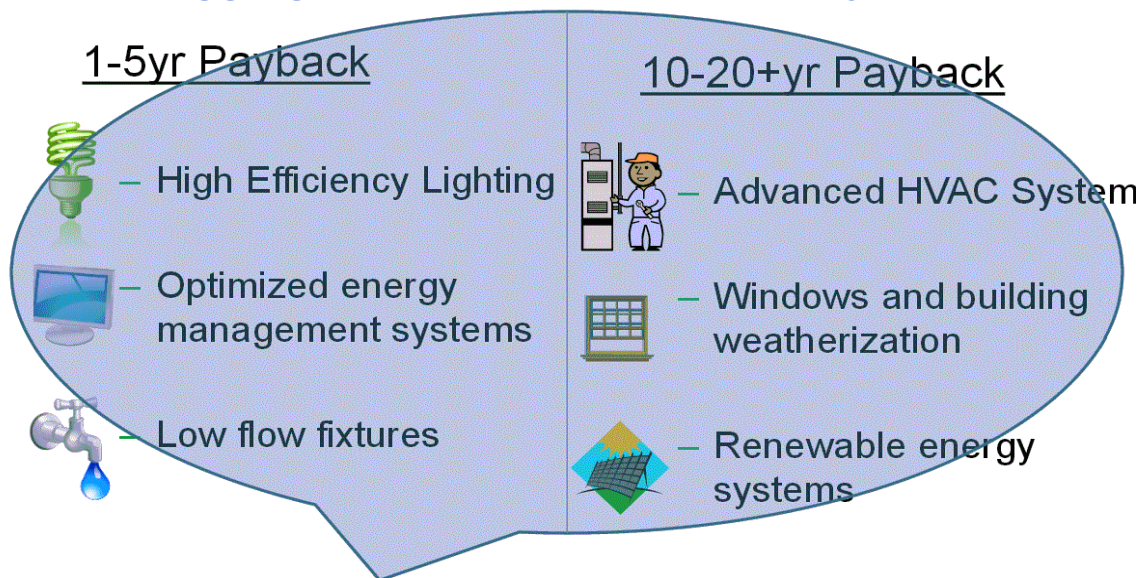 1-5yr Payback
– High Efficiency Lighting
– Optimized energy
management systems
– Low flow fixtures
10-20+yr Payback
– Advanced HVAC System
– Windows and building
weatherization
– Renewable energy
systems